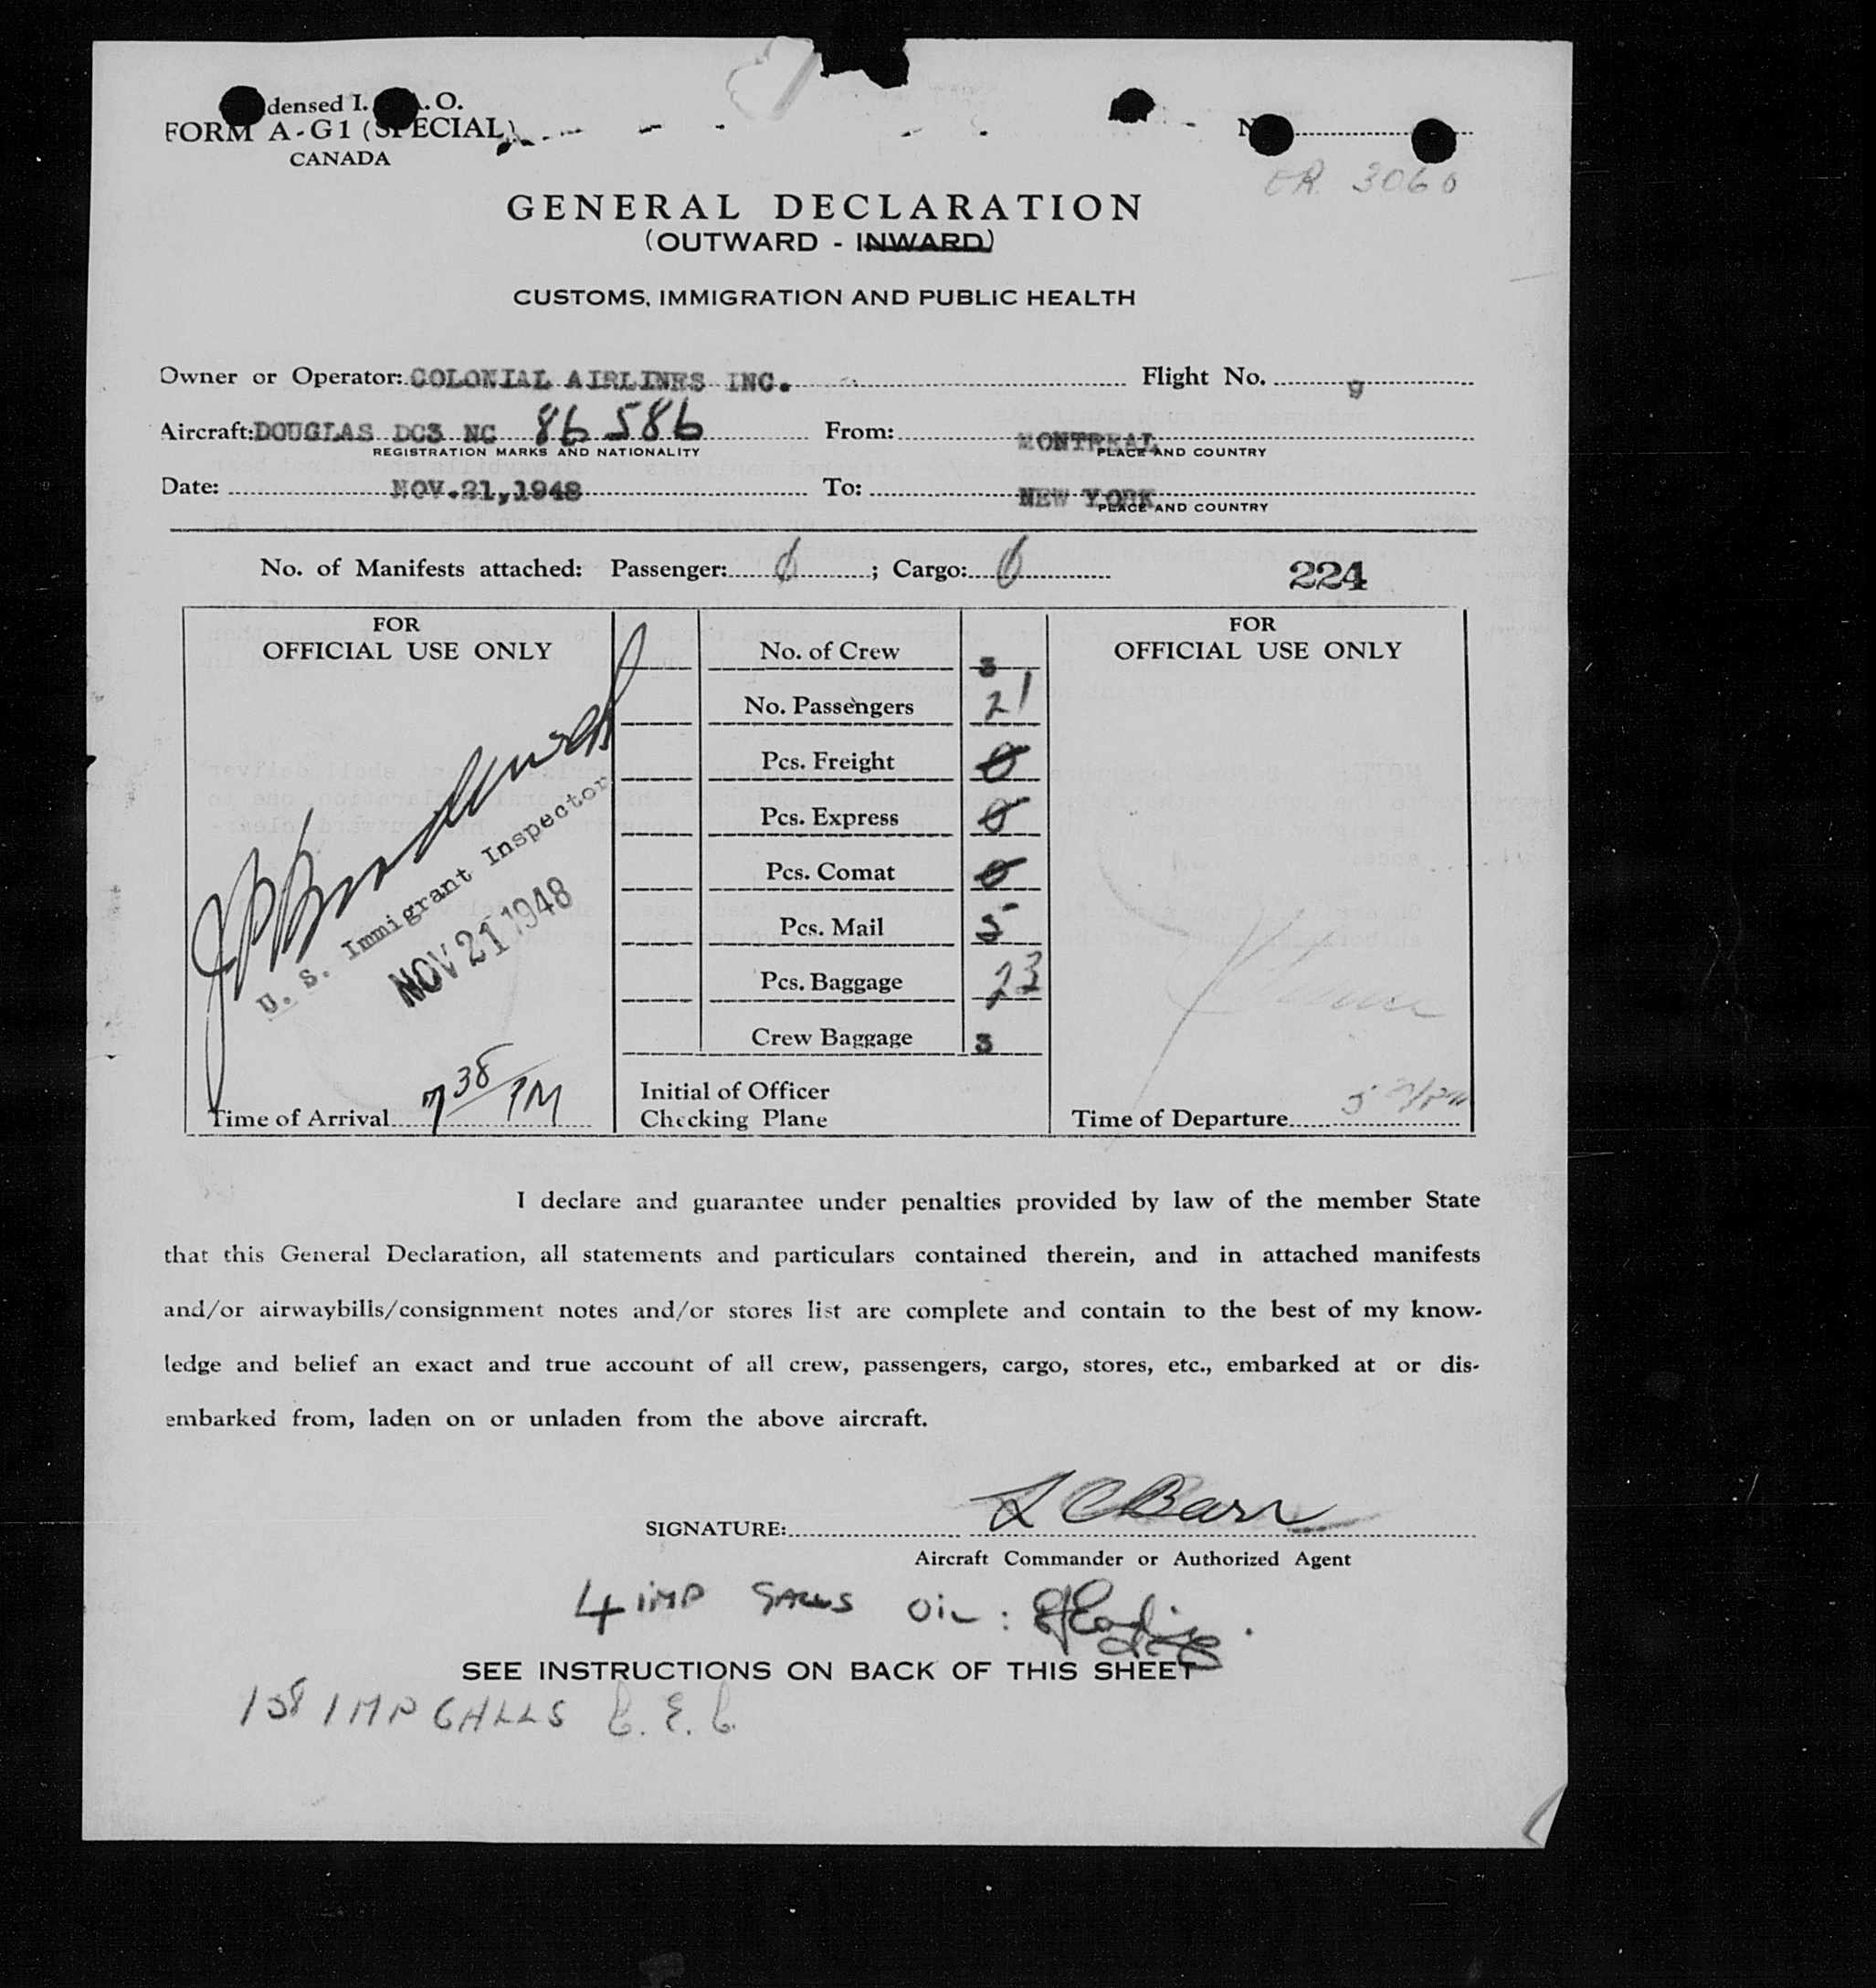 densed I. . O.
FORM A-G1 (SPECIAL)
CANADA
3060
GENERAL DECLARATION
(OUTWARD - INWARD)
CUSTOMS, IMMIGRATION AND PUBLIC HEALTH
Owner or Operator: COLONIAL AIRLINES INC. Flight No. 9
Aircraft: DOUGLAS DC3 NC 86586 From: MONTREAL
REGISTRATION MARKS AND NATIONALITY PLACE AND COUNTRY
Date: NOV.21,1948 To: NEW YORK
PLACE AND COUNTRY
No. of Manifests attached: Passenger: 0 ; Cargo: 0 224
FOR
OFFICIAL USE ONLY
U. S. Immigrant Inspector
NOV 21 1948
Time of Arrival 7 38 PM
No. of Crew 3
No. Passengers 21
Pcs. Freight 0
Pcs. Express 0
Pcs. Comat 0
Pcs. Mail 5
Pcs. Baggage 23
Crew Baggage 3
Initial of Officer
Checking Plane
FOR
OFFICIAL USE ONLY
Time of Departure
I declare and guarantee under penalties provided by law of the member State
that this General Declaration, all statements and particulars contained therein, and in attached manifests
and/or airwaybills/consignment notes and/or stores list are complete and contain to the best of my know-
ledge and belief an exact and true account of all crew, passengers, cargo, stores, etc., embarked at or dis-
embarked from, laden on or unladen from the above aircraft.
SIGNATURE: L C Barr
Aircraft Commander or Authorized Agent
4 IMP GALLS OIL :
SEE INSTRUCTIONS ON BACK OF THIS SHEET
158 IMP GALLS